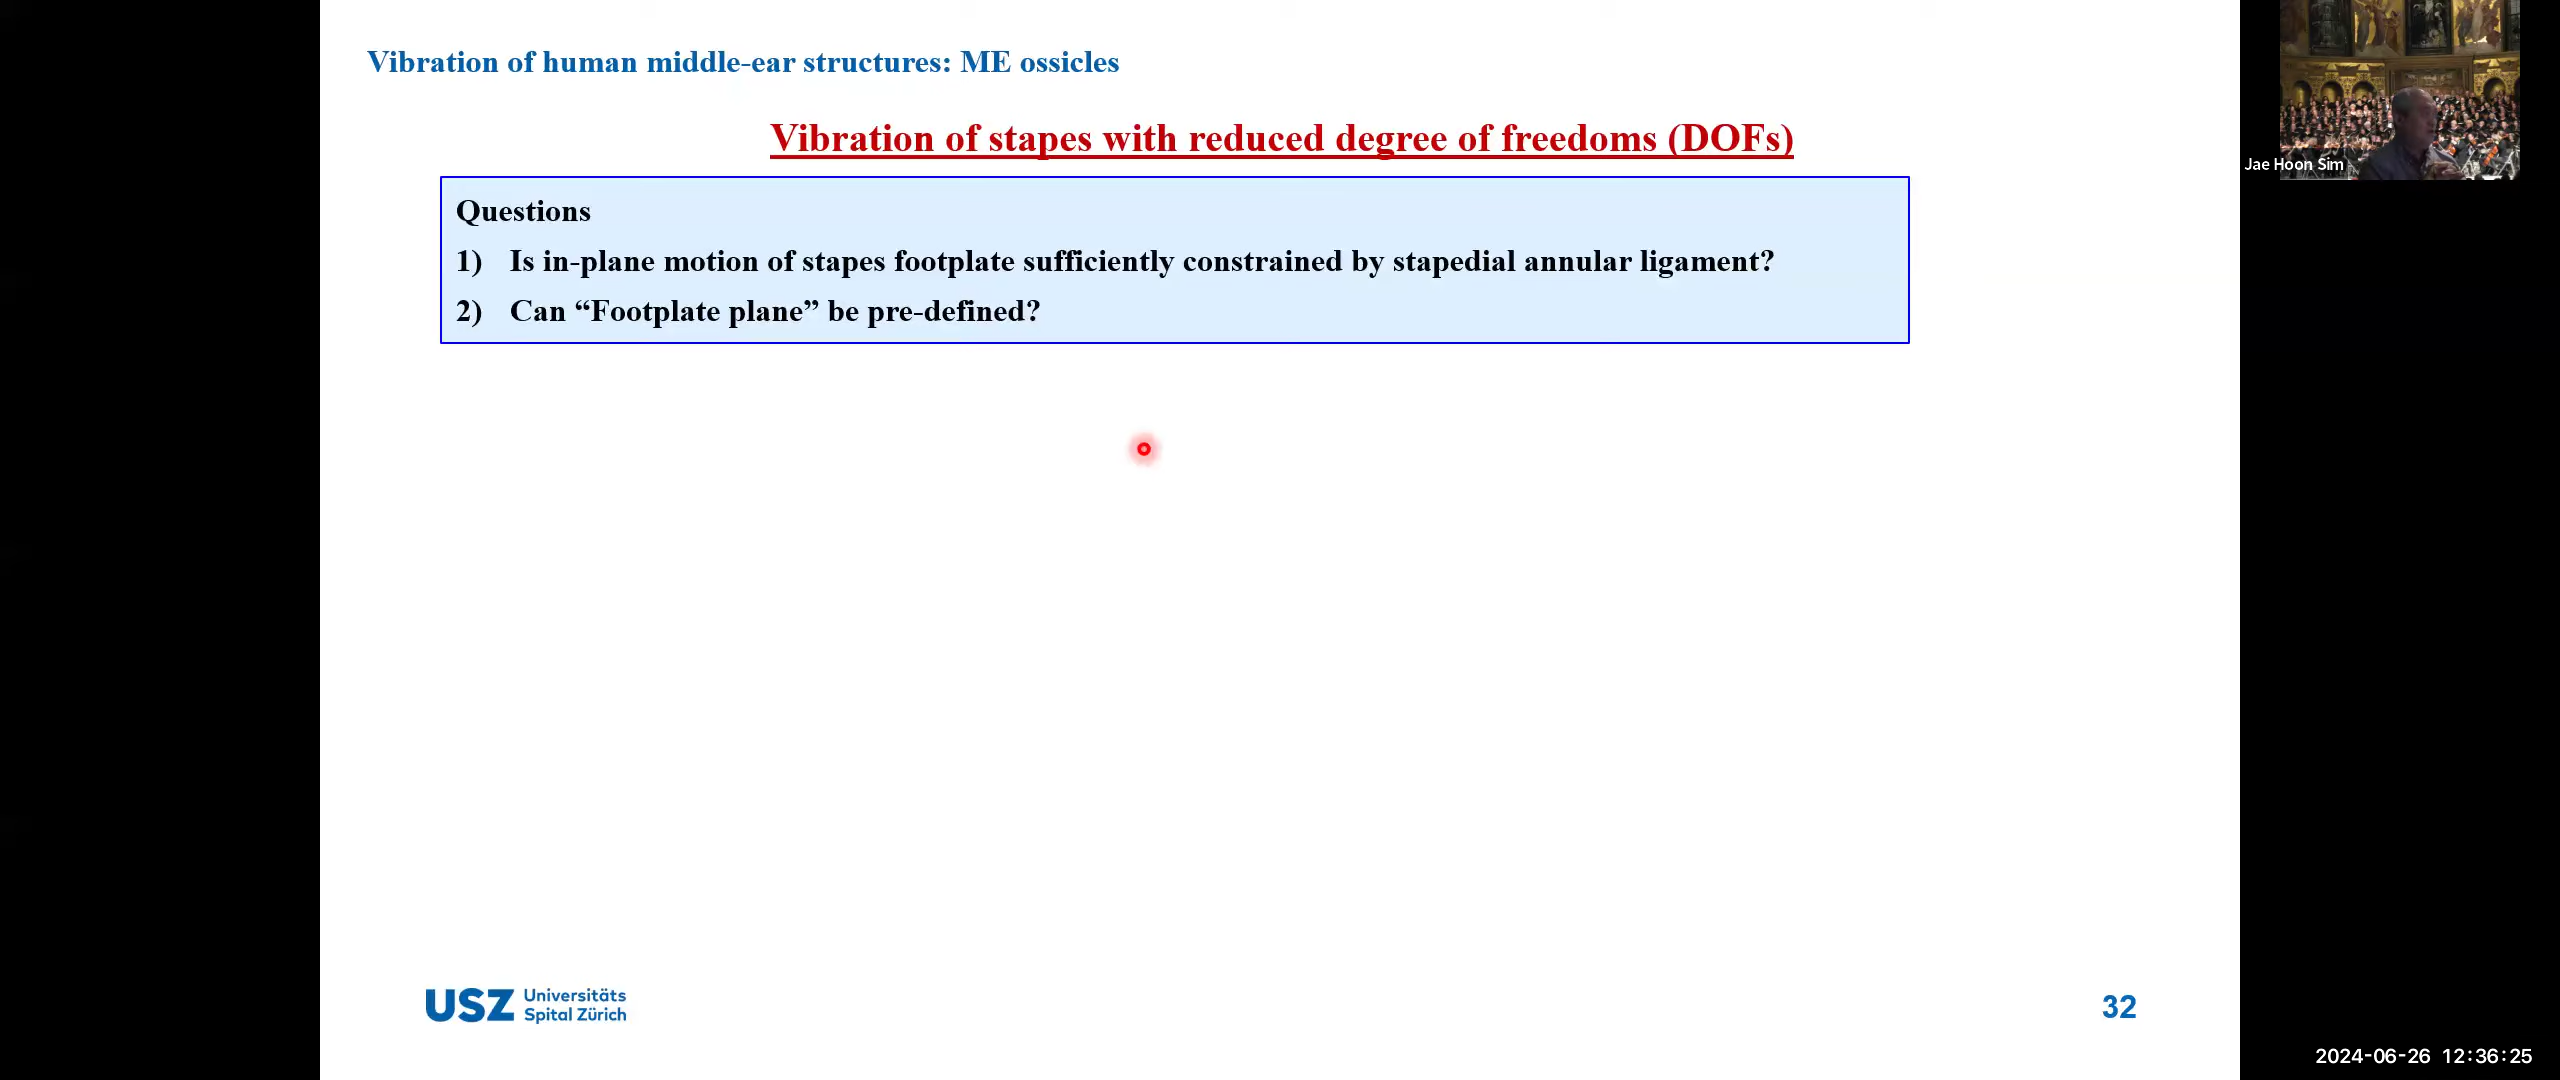 Vibration of human middle-ear structures: ME ossicles
Vibration of stapes with reduced degree of freedoms (DOFs)
Questions
1) Is in-plane motion of stapes footplate sufficiently constrained by stapedial annular ligament?
2) Can “Footplate plane” be pre-defined?
Jae Hoon Sim
USZ Universitäts
Spital Zürich
32
2024-06-26 12:36:25